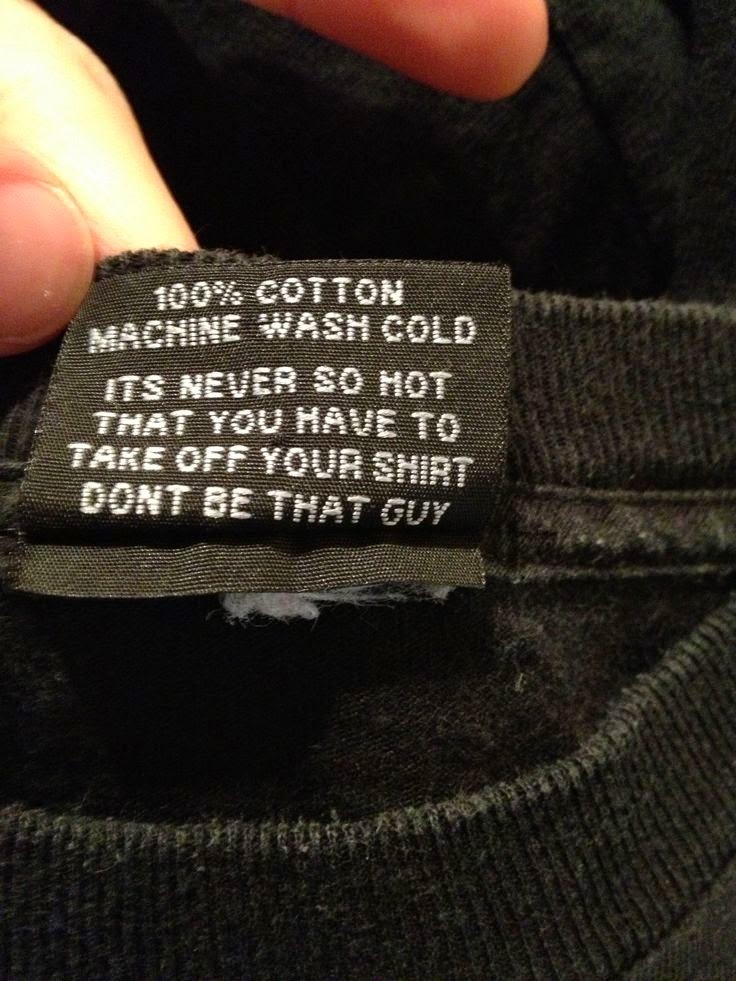 100% COTTON
MACHINE WASH COLD
ITS NEVER SO HOT
THAT YOU HAVE TO
TAKE OFF YOUR SHIRT
DONT BE THAT GUY